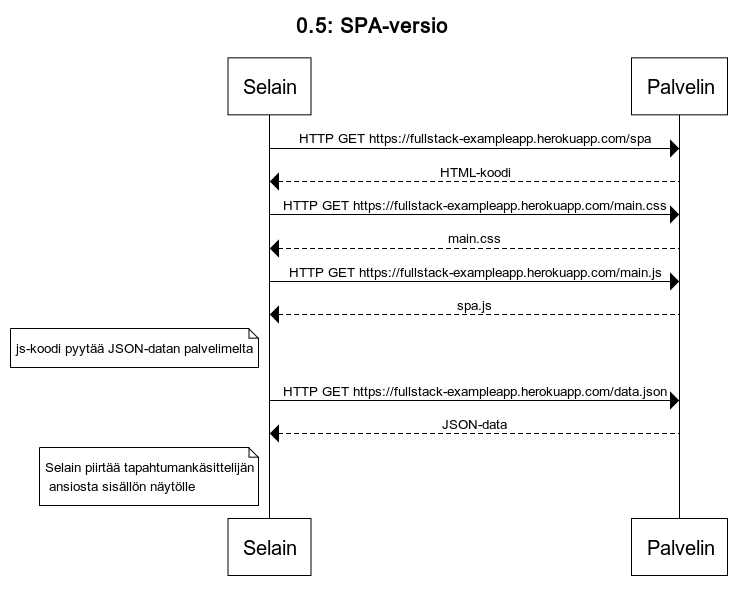 0.5: SPA-versio
Selain
Palvelin
HTTP GET https://fullstack-exampleapp.herokuapp.com/spa
HTML-koodi
HTTP GET https://fullstack-exampleapp.herokuapp.com/main.css
main.css
HTTP GET https://fullstack-exampleapp.herokuapp.com/main.js
spa.js
js-koodi pyytää JSON-datan palvelimelta
HTTP GET https://fullstack-exampleapp.herokuapp.com/data.json
JSON-data
Selain piirtää tapahtumankäsittelijän
ansiosta sisällön näytölle
Selain
Palvelin